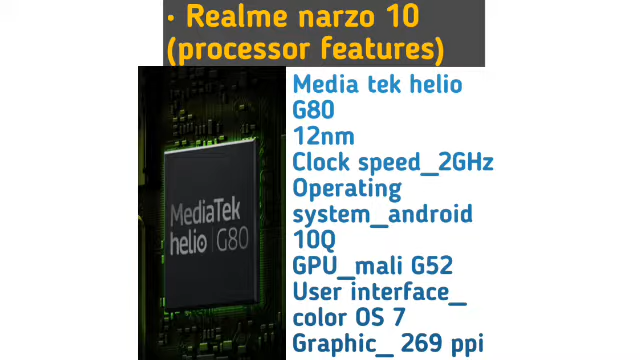 · Realme narzo 10
(processor features)
Media tek helio
G80
12nm
Clock speed_2GHz
Operating
system_android
10Q
GPU_mali G52
User interface_
color OS 7
Graphic_ 269 ppi
MediaTek
helio | G80